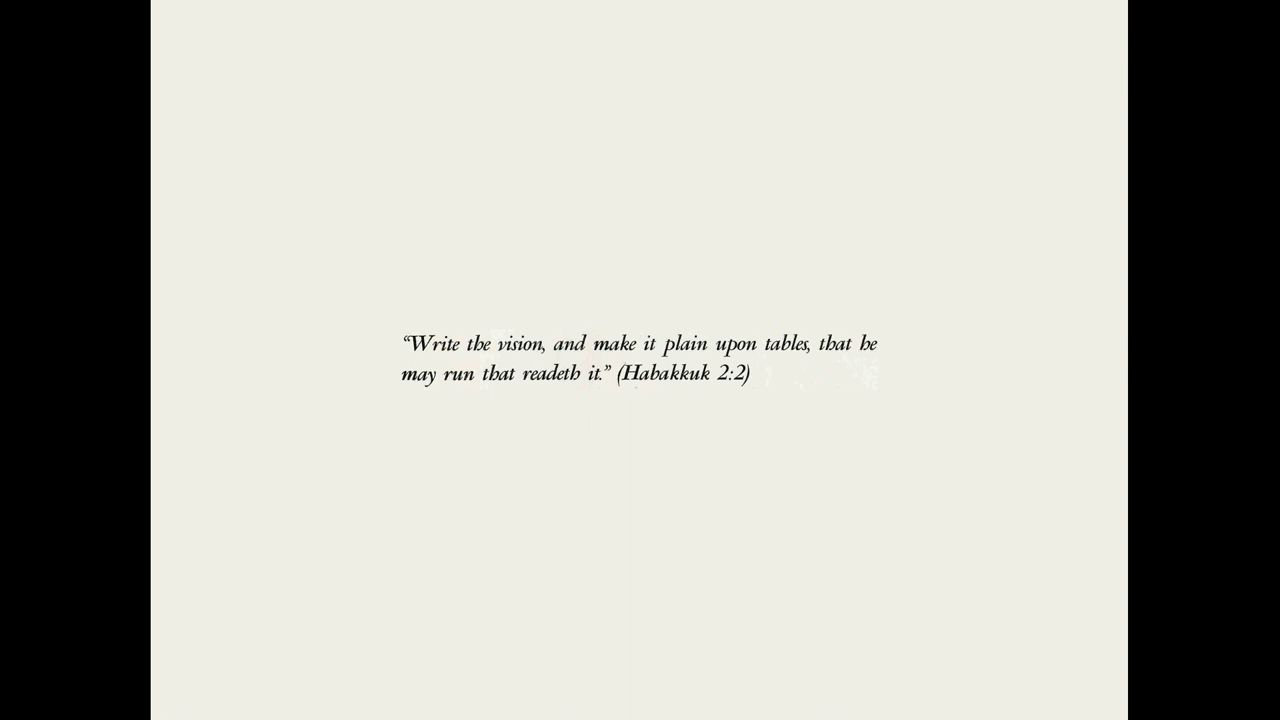 “Write the vision, and make it plain upon tables, that he
may run that readeth it.” (Habakkuk 2:2)